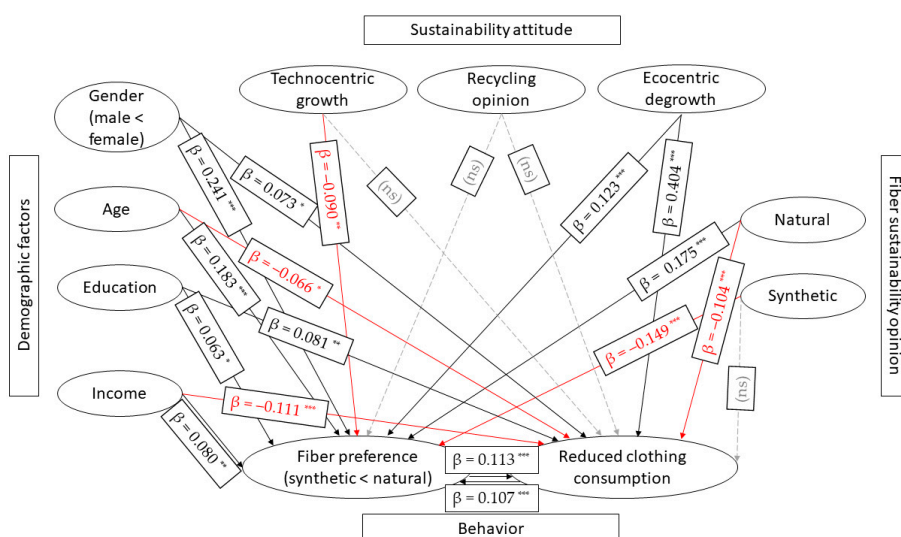 Sustainability attitude
Technocentric
growth
Recycling
opinion
Ecocentric
degrowth
Gender
(male <
female)
Age
Education
Income
Demographic factors
Natural
Synthetic
Fiber sustainability opinion
β = 0.241 ***
β = 0.073 *
β = −0.090 **
(ns)
(ns)
(ns)
β = 0.123 ***
β = 0.404 ***
β = 0.183 ***
β = −0.066 *
β = 0.175 ***
β = −0.104 ***
β = 0.063 *
β = 0.081 **
β = −0.149 ***
(ns)
β = −0.111 ***
β = 0.080 **
Fiber preference
(synthetic < natural)
β = 0.113 ***
β = 0.107 ***
Reduced clothing
consumption
Behavior